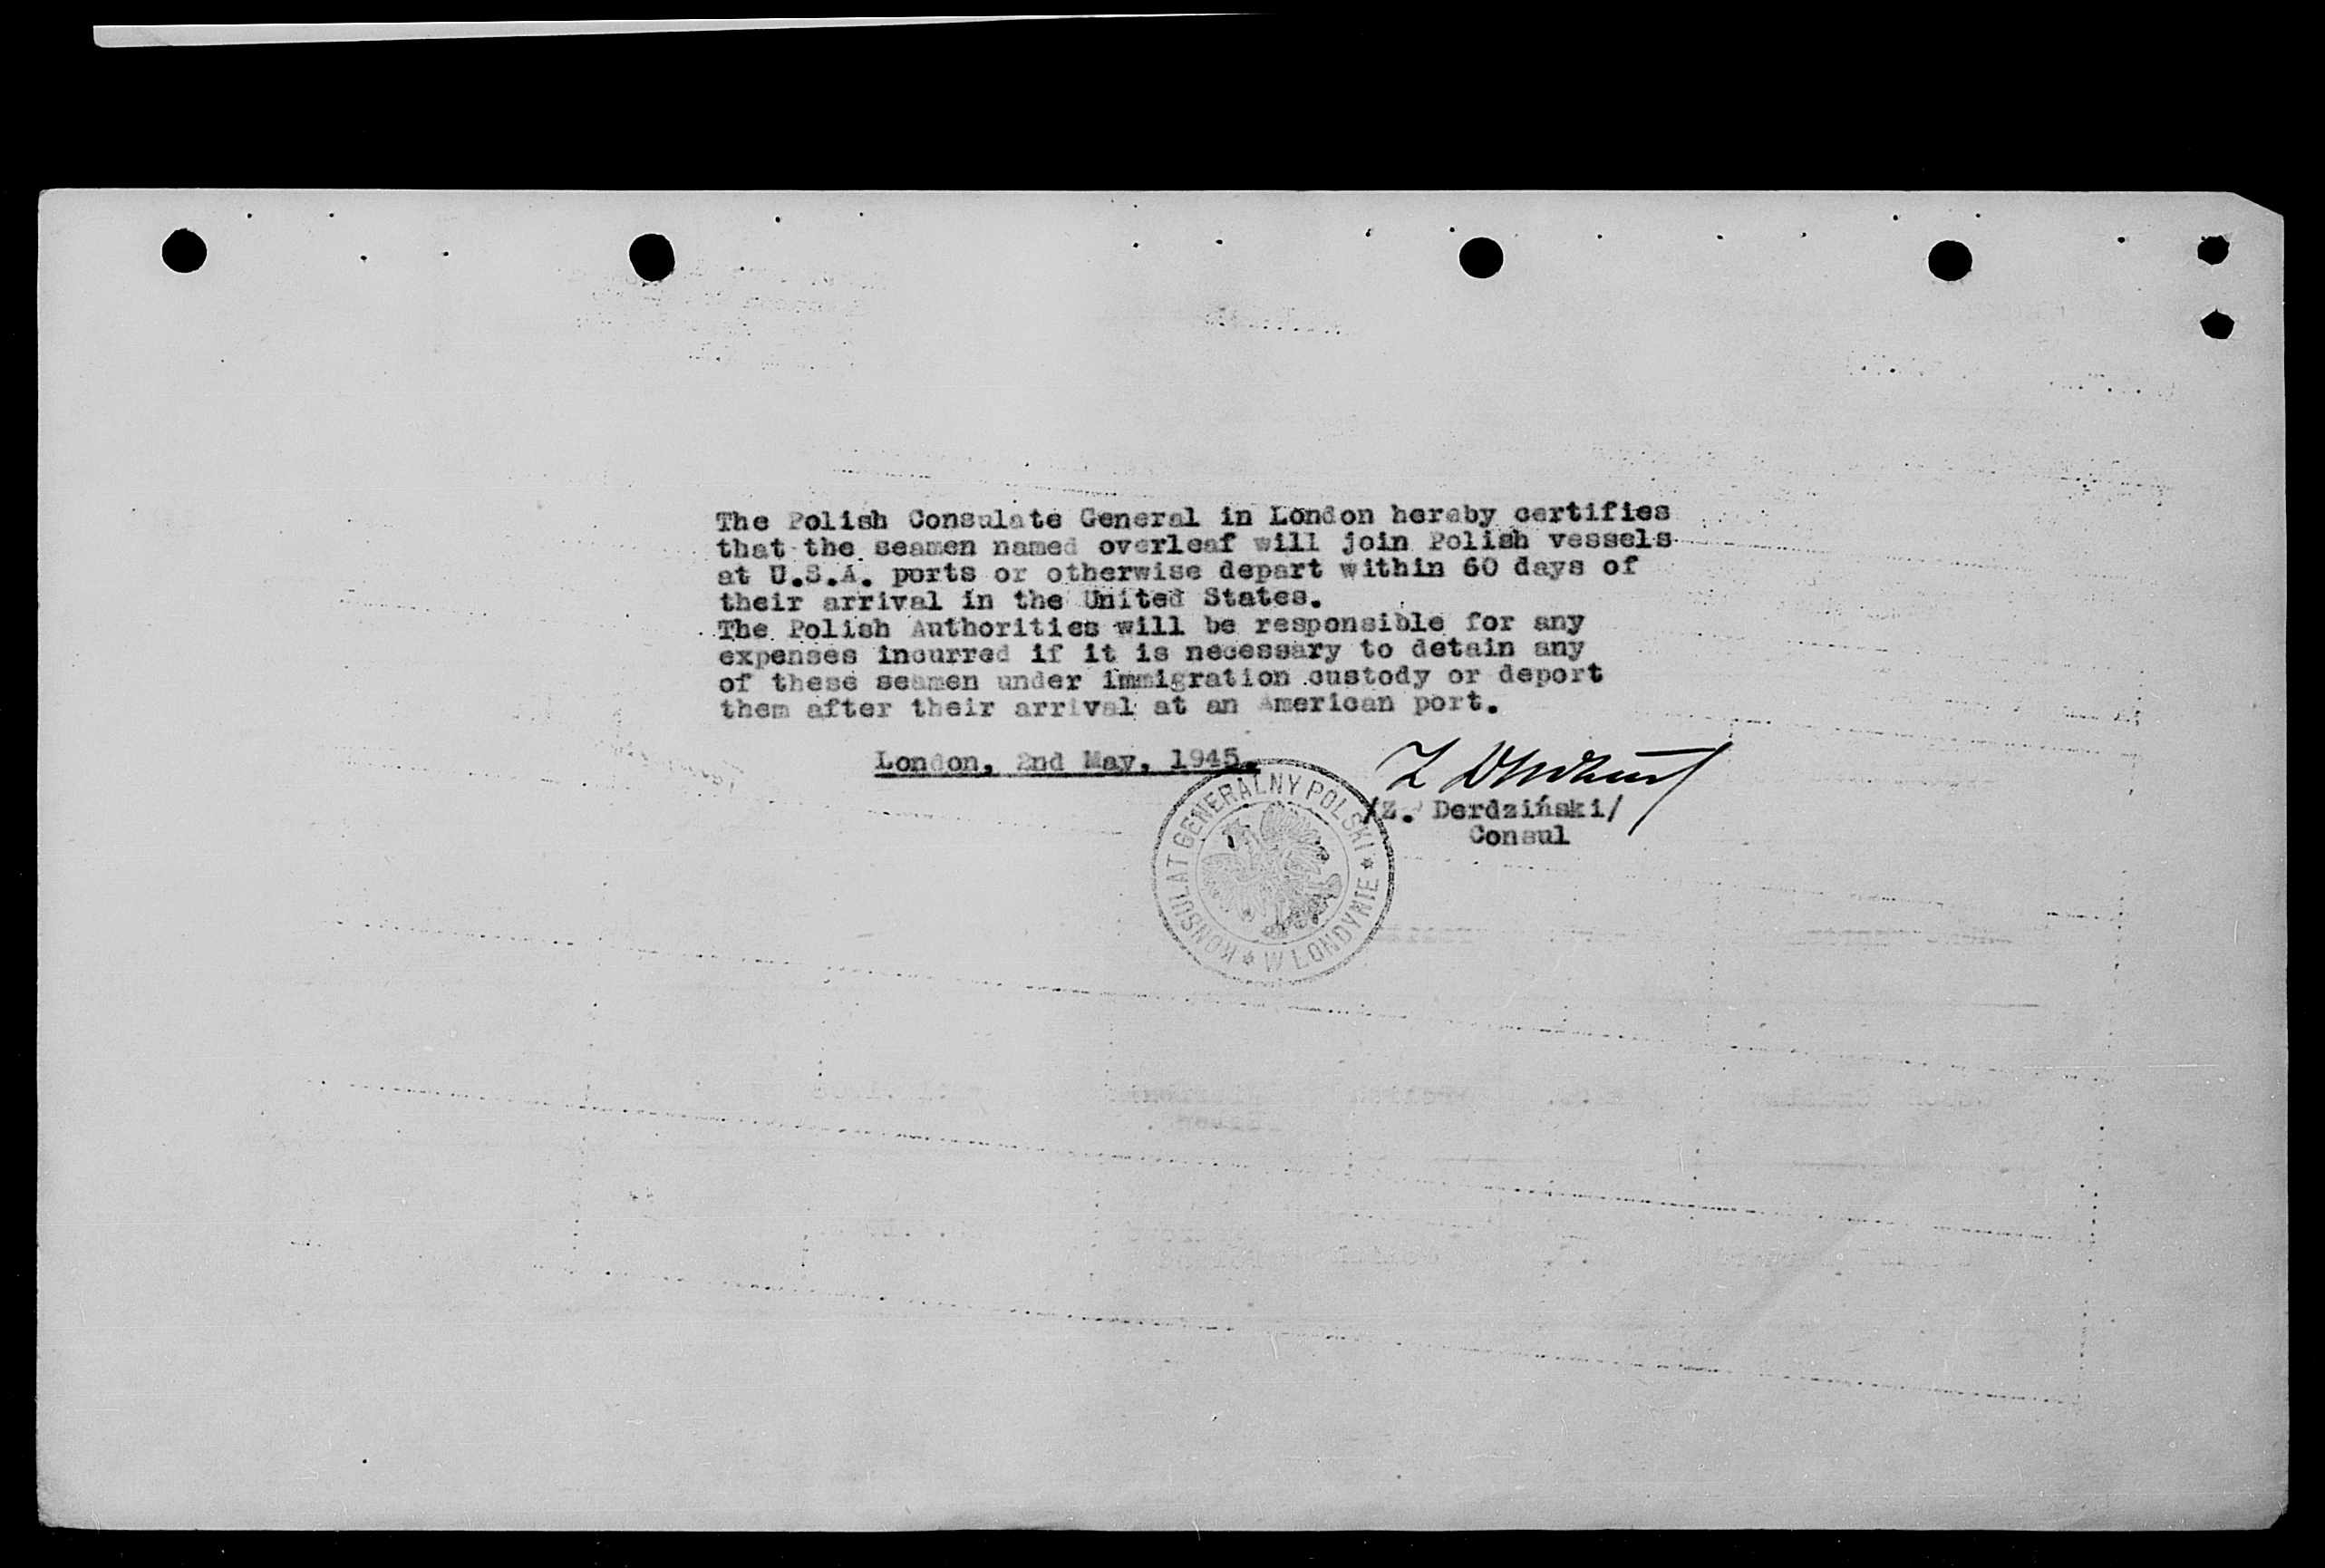 The Polish Consulate General in London hereby certifies
that the seamen named overleaf will join Polish vessels
at U.S.A. ports or otherwise depart within 60 days of
their arrival in the United States.
The Polish Authorities will be responsible for any
expenses incurred if it is necessary to detain any
of these seamen under immigration custody or deport
them after their arrival at an American port.
London, 2nd May, 1945.
/Z. Derdziński/
Consul
KONSULAT GENERALNY POLSKI * W LONDYNIE *